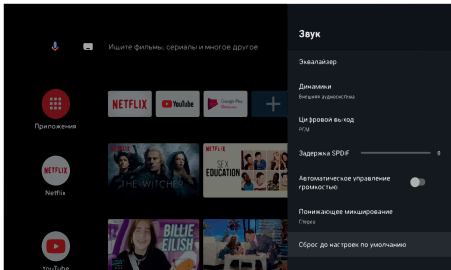 Звук
Ищите фильмы, сериалы и многое другое
Эквалайзер
Динамики
Внешняя аудиосистема
Цифровой выход
PCM
Задержка SPDIF 0
Автоматическое управление
громкостью
Понижающее микширование
Стерео
Сброс до настроек по умолчанию
Приложения
NETFLIX
YouTube
Google Play
Netflix
NETFLIX
THE WITCHER
NETFLIX
SEX
EDUCATION
YouTube
BILLIE
EILISH